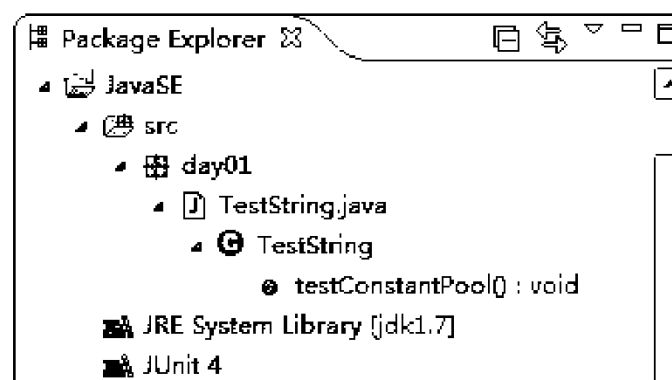 Package Explorer
JavaSE
src
day01
TestString.java
TestString
testConstantPool() : void
JRE System Library [jdk1.7]
JUnit 4